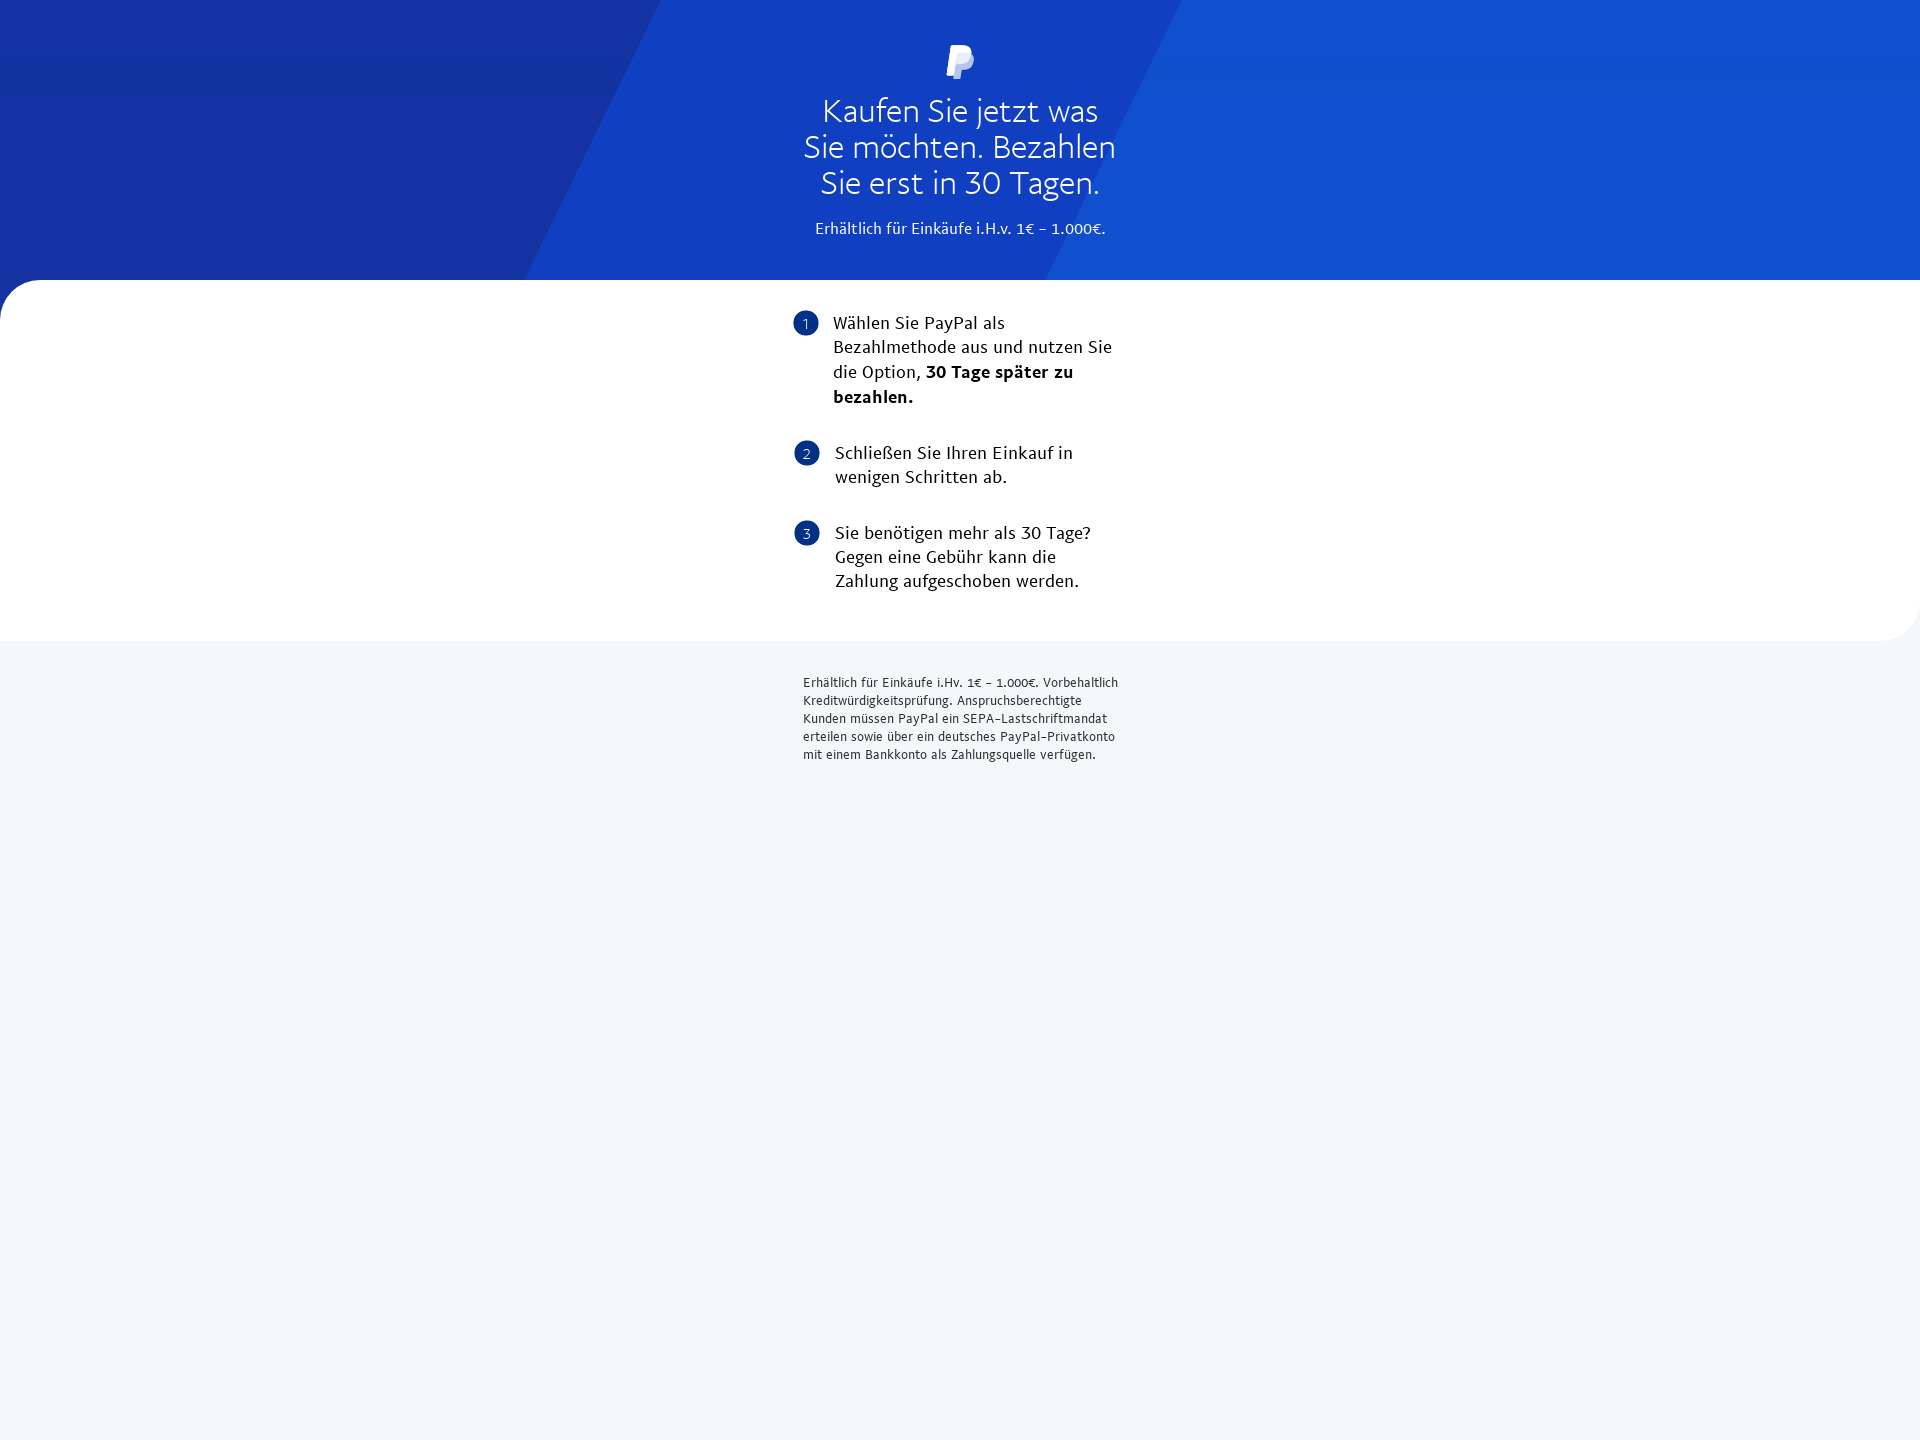 Kaufen Sie jetzt was
Sie möchten. Bezahlen
Sie erst in 30 Tagen.
Erhältlich für Einkäufe i.H.v. 1€ - 1.000€.
1 Wählen Sie PayPal als
Bezahlmethode aus und nutzen Sie
die Option, 30 Tage später zu
bezahlen.
2 Schließen Sie Ihren Einkauf in
wenigen Schritten ab.
3 Sie benötigen mehr als 30 Tage?
Gegen eine Gebühr kann die
Zahlung aufgeschoben werden.
Erhältlich für Einkäufe i.Hv. 1€ - 1.000€. Vorbehaltlich
Kreditwürdigkeitsprüfung. Anspruchsberechtigte
Kunden müssen PayPal ein SEPA-Lastschriftmandat
erteilen sowie über ein deutsches PayPal-Privatkonto
mit einem Bankkonto als Zahlungsquelle verfügen.